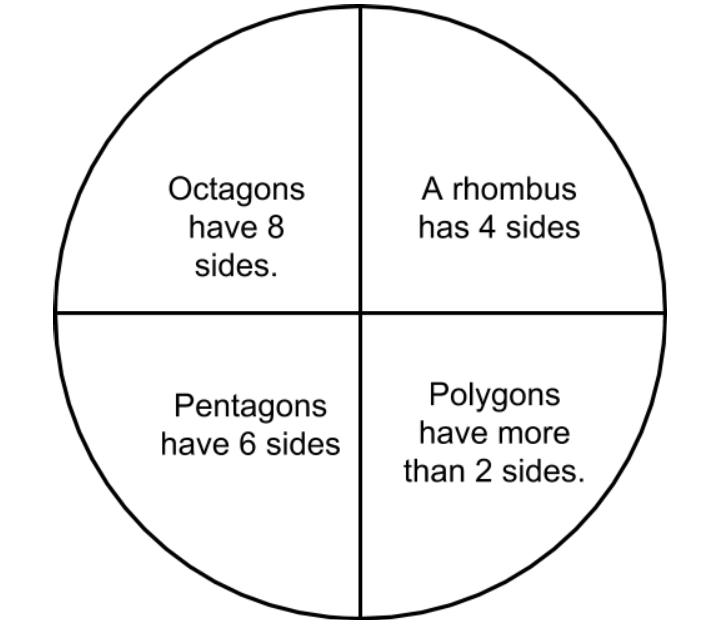 Octagons
have 8
sides.
A rhombus
has 4 sides
Pentagons
have 6 sides
Polygons
have more
than 2 sides.